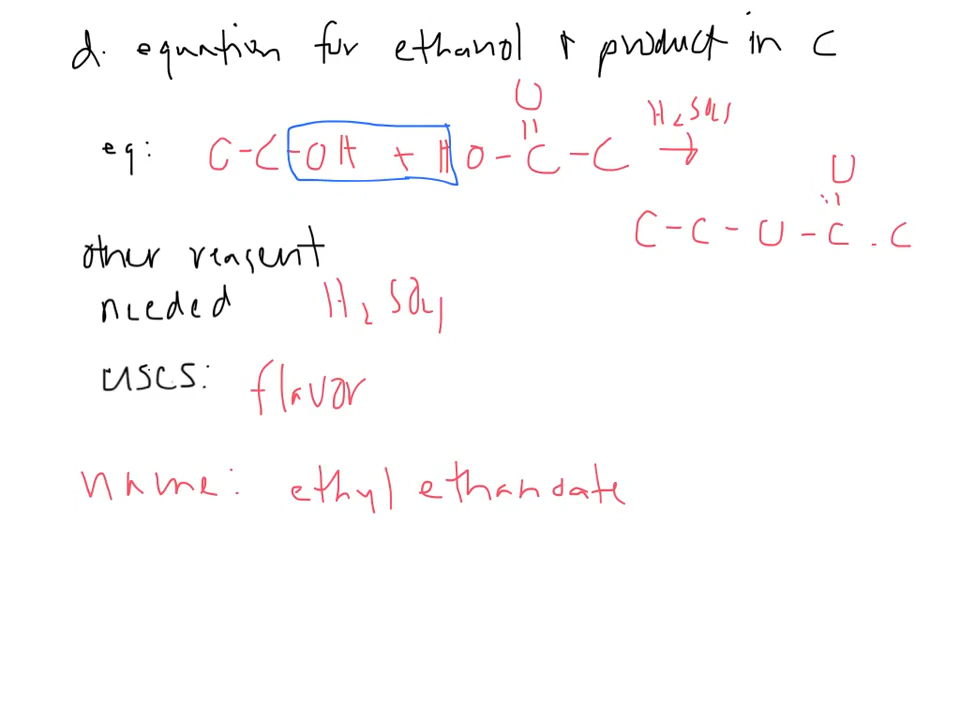 d. equation for ethanol + product in C
O H2SO4
eq: C-C-OH + HO-C-C →
O
C-C-O-C.C
other reagent
needed H2SO4
uses: flavor
name: ethyl ethanoate